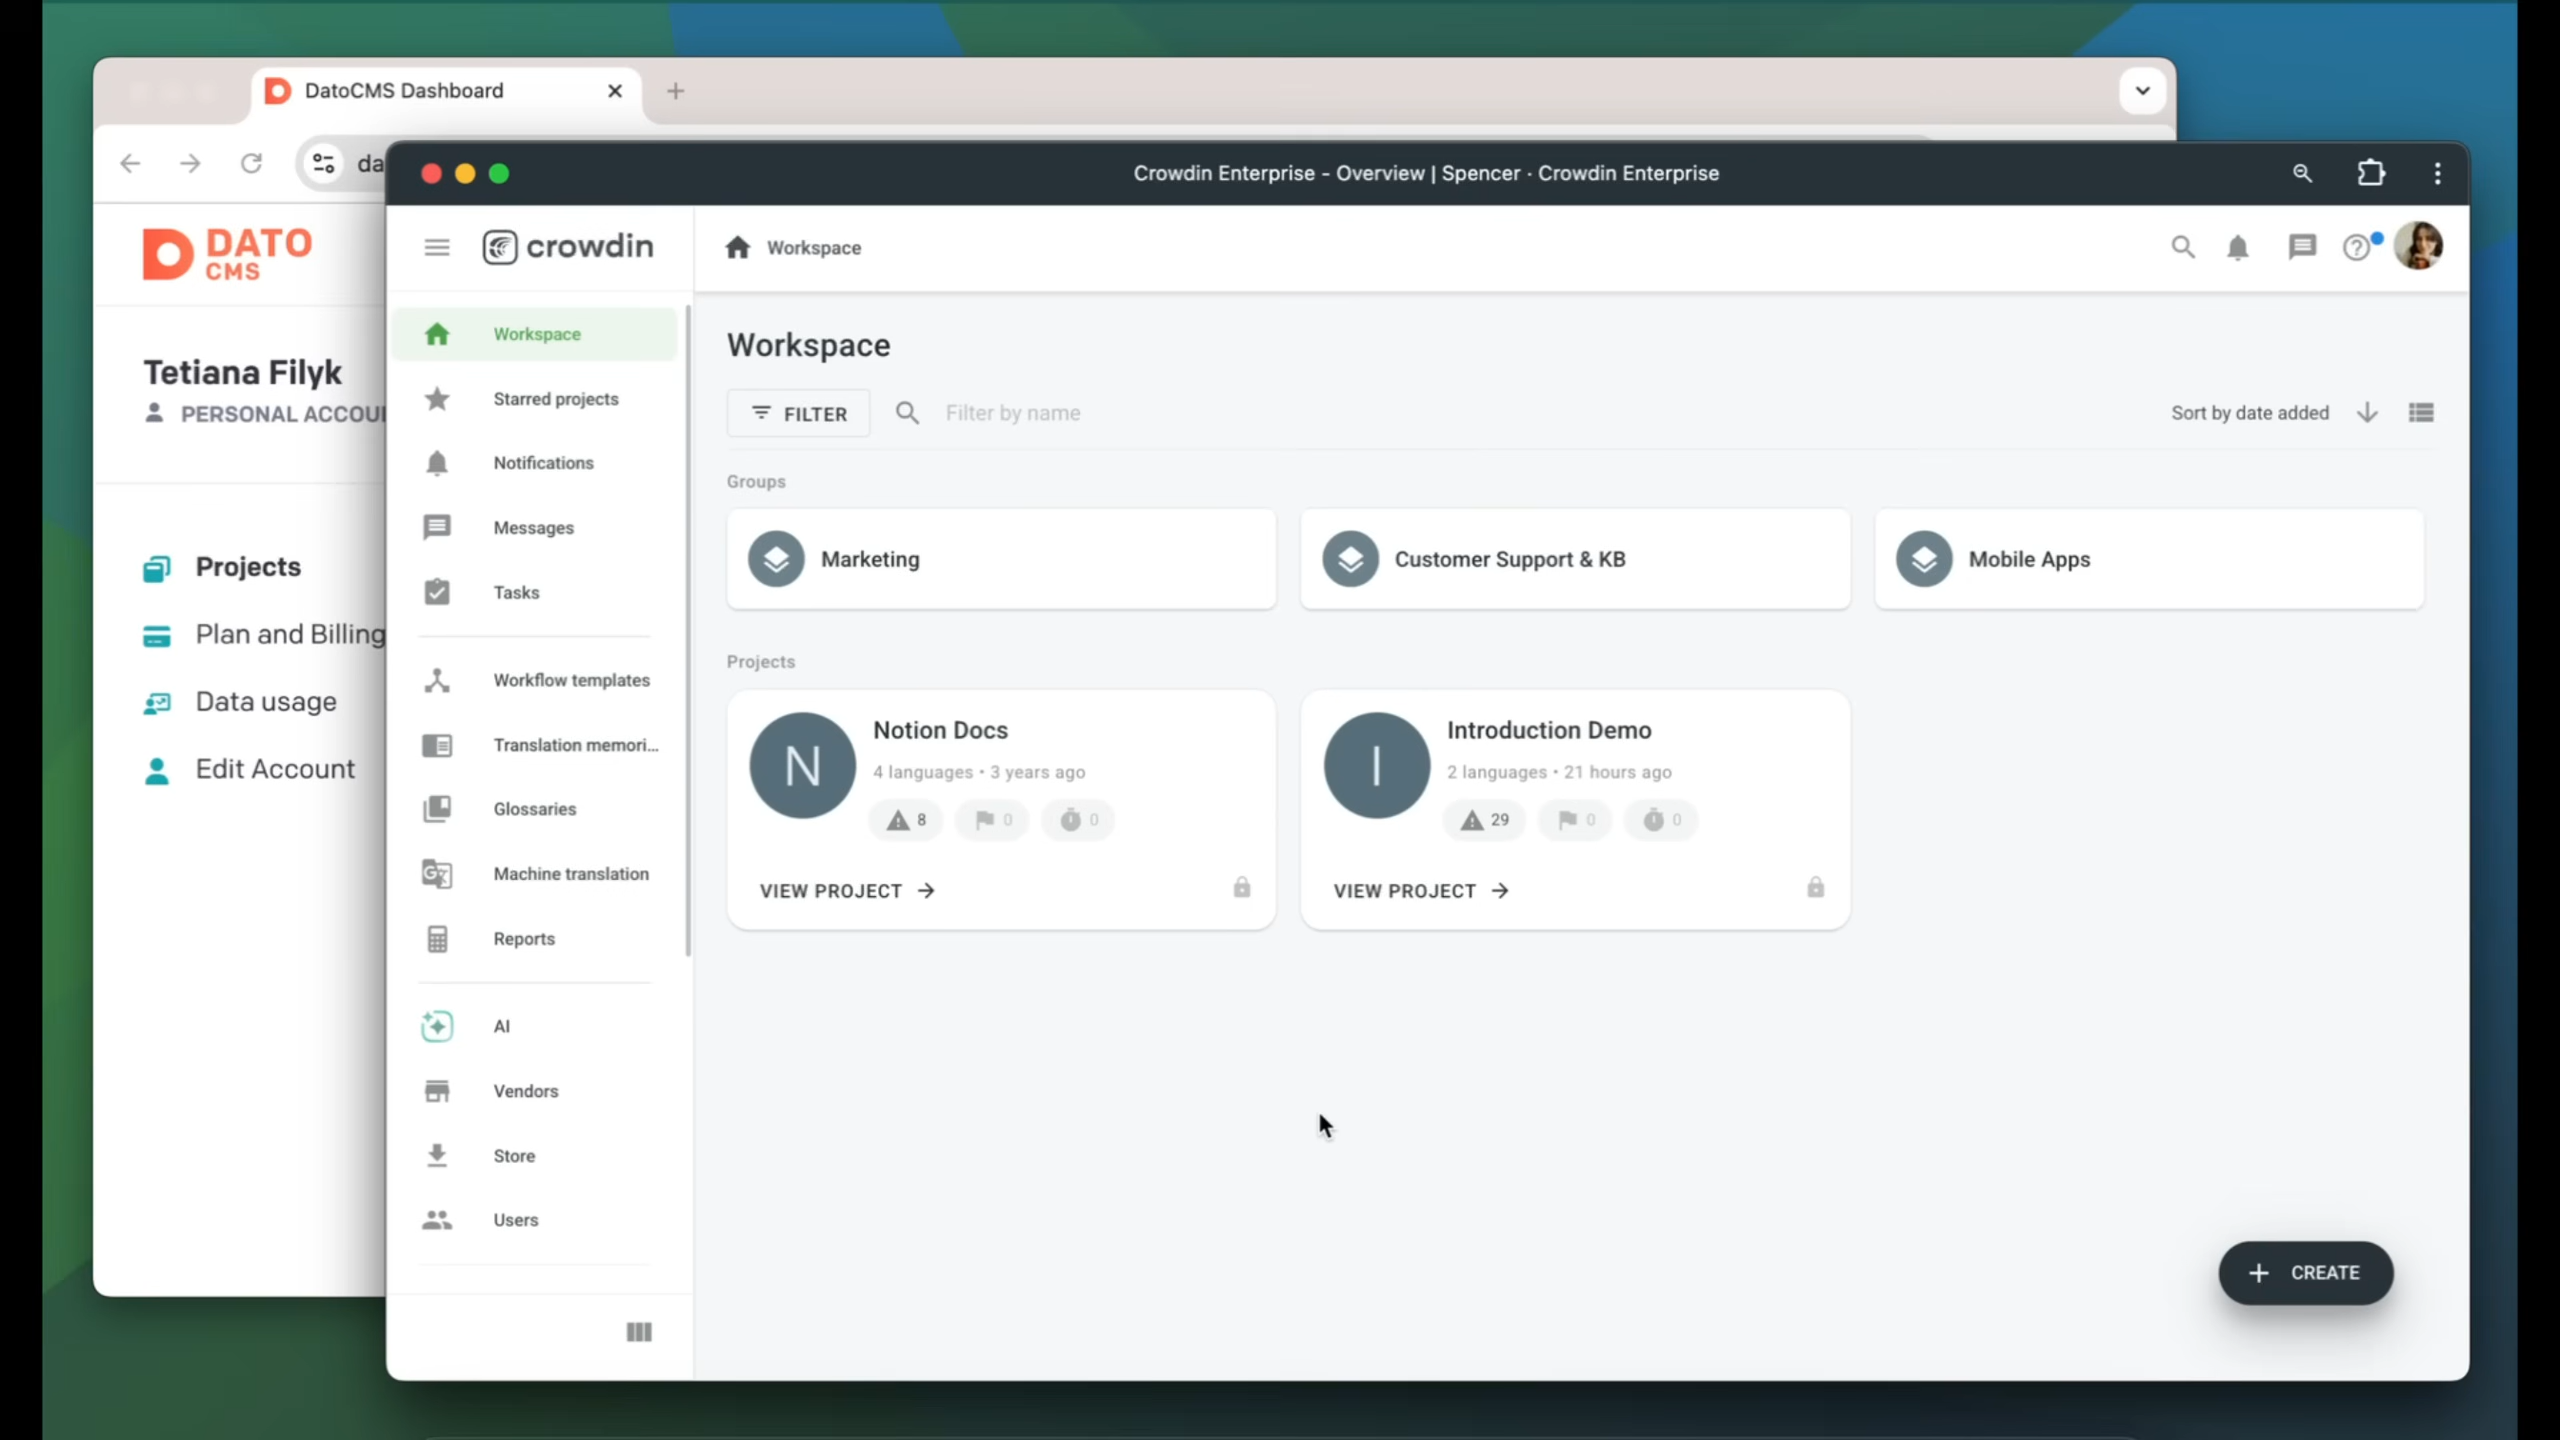 DatoCMS Dashboard
da
DATO
CMS
Tetiana Filyk
PERSONAL ACCOU
Projects
Plan and Billing
Data usage
Edit Account
Crowdin Enterprise - Overview | Spencer · Crowdin Enterprise
crowdin
Workspace
Workspace
Starred projects
Notifications
Messages
Tasks
Workflow templates
Translation memori...
Glossaries
Machine translation
Reports
AI
Vendors
Store
Users
Workspace
FILTER
Filter by name
Sort by date added
Groups
Marketing
Customer Support & KB
Mobile Apps
Projects
N
Notion Docs
4 languages • 3 years ago
8 0 0
VIEW PROJECT
I
Introduction Demo
2 languages • 21 hours ago
29 0 0
VIEW PROJECT
CREATE